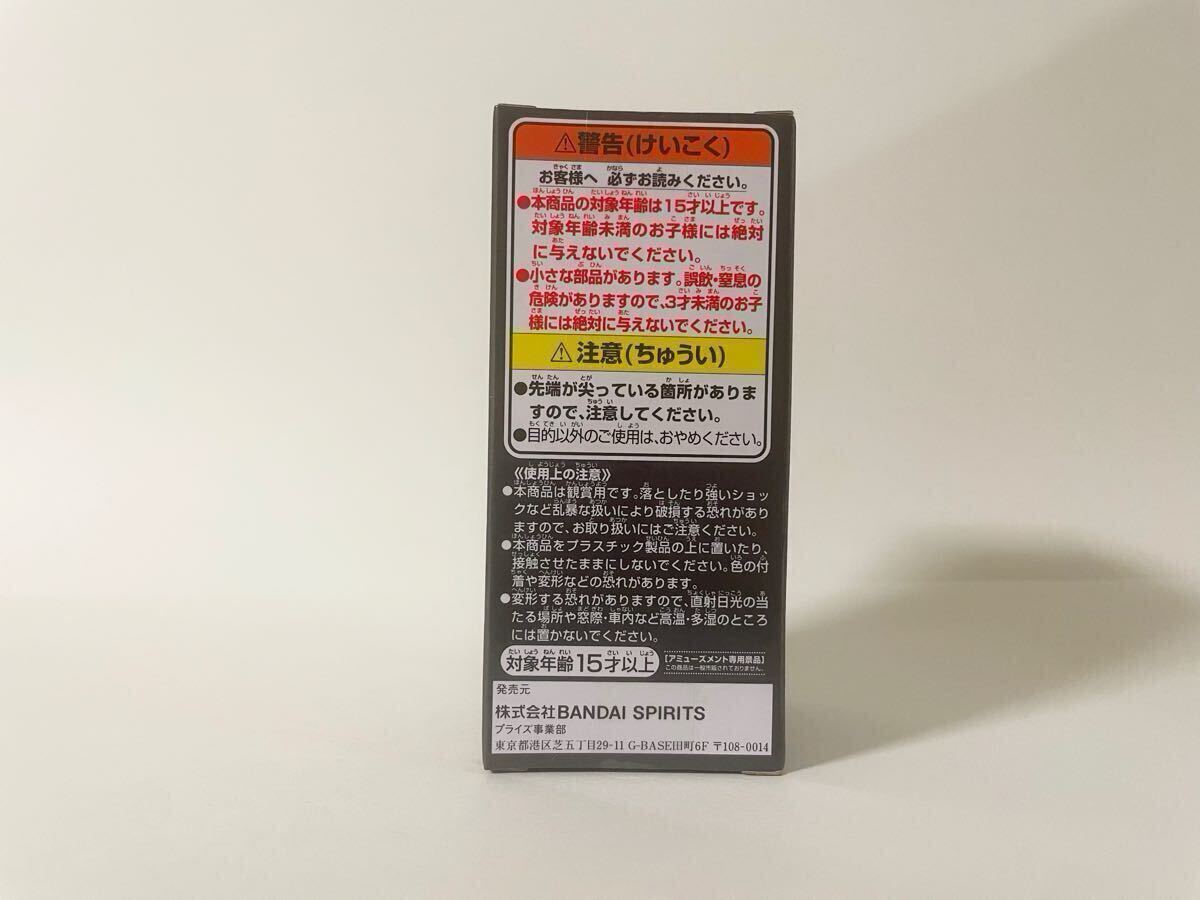 ⚠警告(けいこく)
お客様へ 必ずお読みください。
●本商品の対象年齢は15才以上です。
対象年齢未満のお子様には絶対
に与えないでください。
●小さな部品があります。誤飲・窒息の
危険がありますので、3才未満のお子
様には絶対に与えないでください。
⚠注意(ちゅうい)
●先端が尖っている箇所がありま
すので、注意してください。
●目的以外のご使用は、おやめください。
《使用上の注意》
●本商品は観賞用です。落としたり強いショッ
クなど乱暴な扱いにより破損する恐れがあり
ますので、お取り扱いにはご注意ください。
●本商品をプラスチック製品の上に置いたり、
接触させたままにしないでください。色の付
着や変形などの恐れがあります。
●変形する恐れがありますので、直射日光の当
たる場所や窓際・車内など高温・多湿のところ
には置かないでください。
対象年齢15才以上
[アミューズメント専用景品]
この商品は一般市販されておりません。
発売元
株式会社BANDAI SPIRITS
プライズ事業部
東京都港区芝五丁目29-11 G-BASE田町6F 〒108-0014